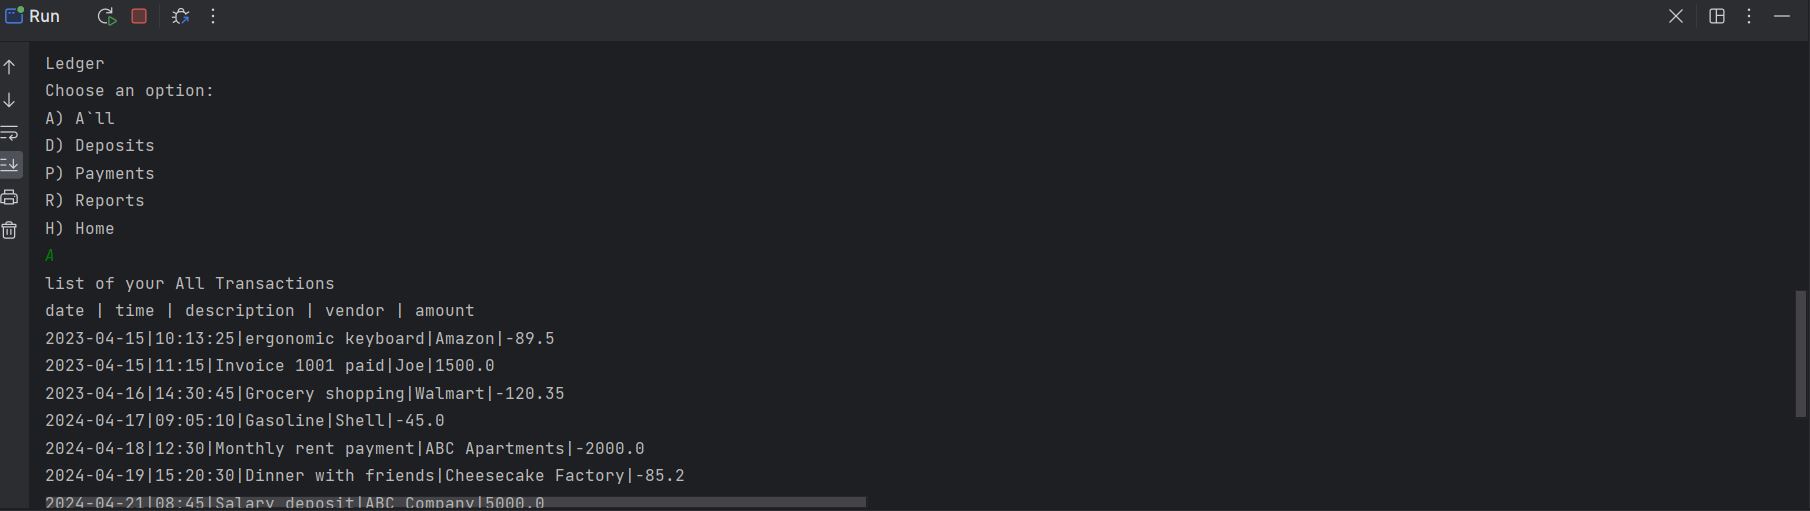 Run
Ledger
Choose an option:
A) A`ll
D) Deposits
P) Payments
R) Reports
H) Home
A
list of your All Transactions
date | time | description | vendor | amount
2023-04-15|10:13:25|ergonomic keyboard|Amazon|-89.5
2023-04-15|11:15|Invoice 1001 paid|Joe|1500.0
2023-04-16|14:30:45|Grocery shopping|Walmart|-120.35
2024-04-17|09:05:10|Gasoline|Shell|-45.0
2024-04-18|12:30|Monthly rent payment|ABC Apartments|-2000.0
2024-04-19|15:20:30|Dinner with friends|Cheesecake Factory|-85.2
2024-04-21|08:45|Salary deposit|ABC Company|5000.0